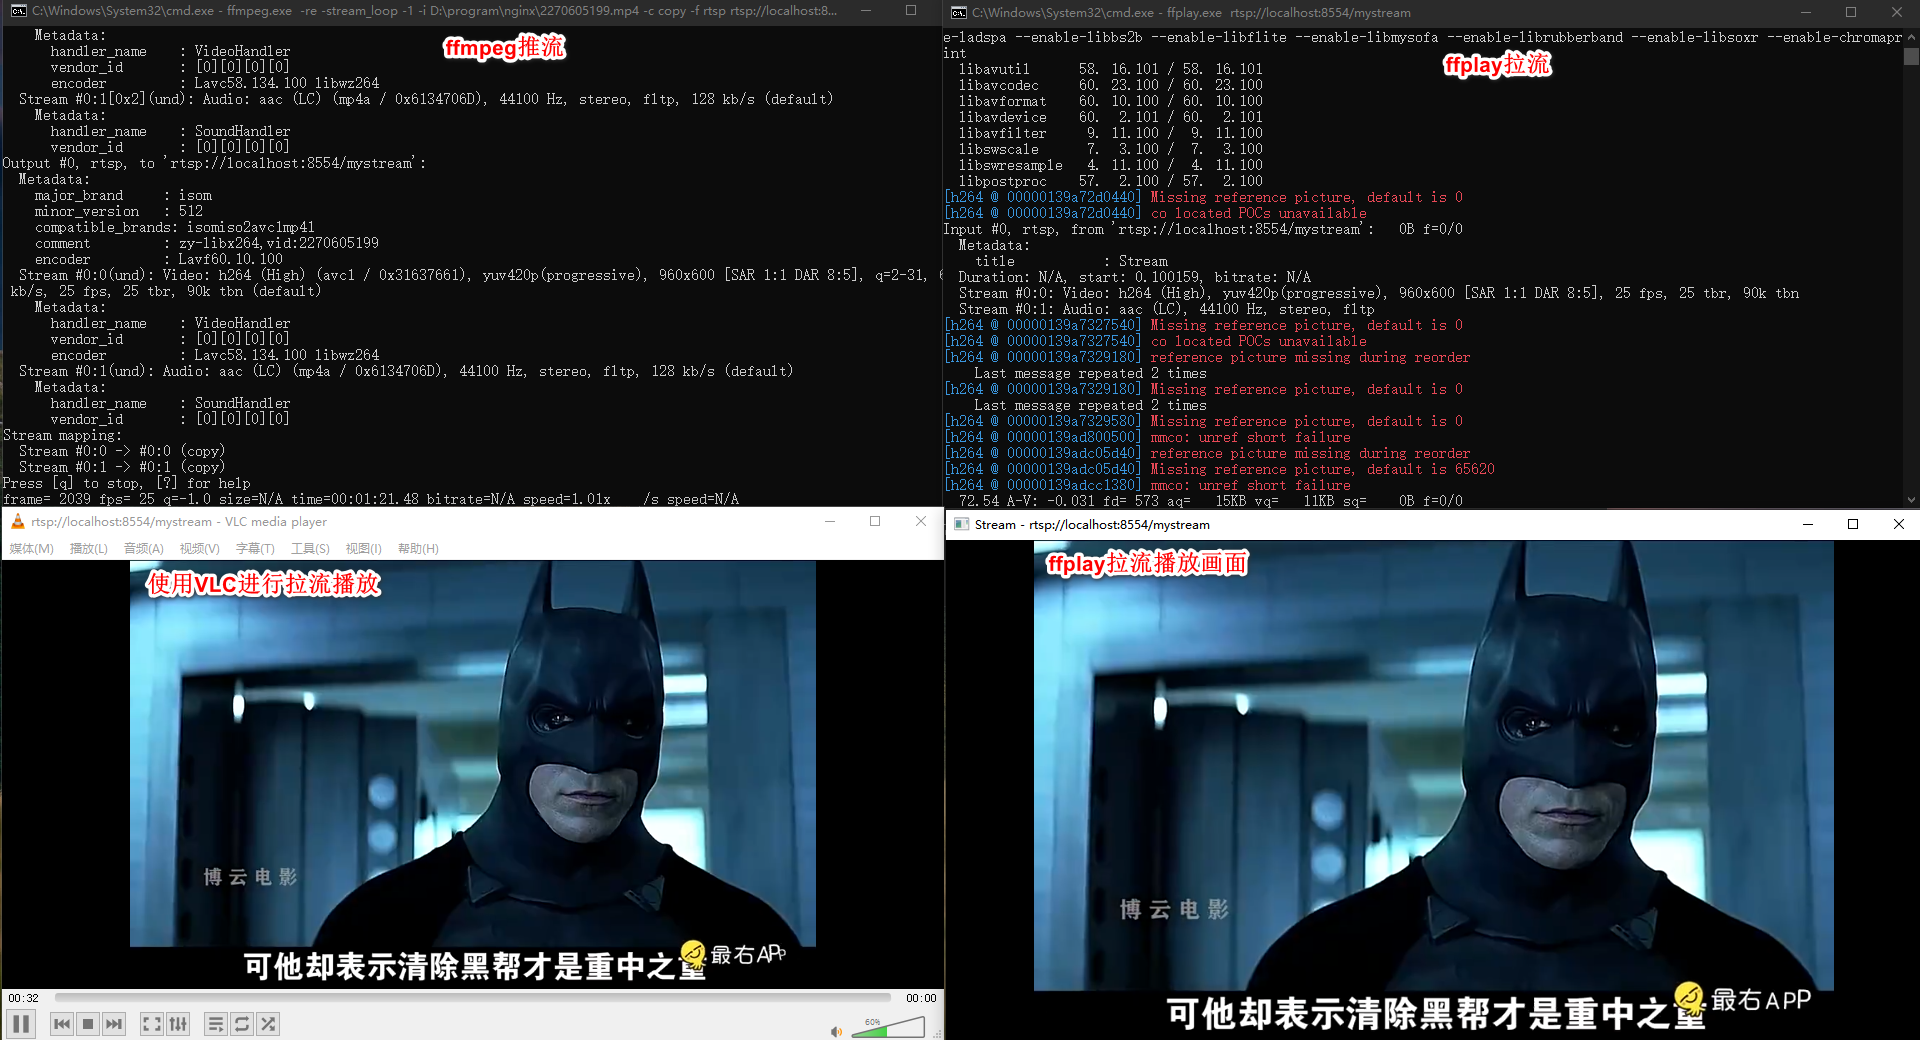 C:\Windows\System32\cmd.exe - ffmpeg.exe  -re -stream_loop -1 -i D:\program\nginx\2270605199.mp4 -c copy -f rtsp rtsp://localhost:8...
ffmpeg推流
    Metadata:
      handler_name    : VideoHandler
      vendor_id       : [0][0][0][0]
      encoder         : Lavc58.134.100 libwz264
  Stream #0:1[0x2](und): Audio: aac (LC) (mp4a / 0x6134706D), 44100 Hz, stereo, fltp, 128 kb/s (default)
    Metadata:
      handler_name    : SoundHandler
      vendor_id       : [0][0][0][0]
Output #0, rtsp, to 'rtsp://localhost:8554/mystream':
  Metadata:
    major_brand     : isom
    minor_version   : 512
    compatible_brands: isomiso2avc1mp41
    comment         : zy-libx264,vid:2270605199
    encoder         : Lavf60.10.100
  Stream #0:0(und): Video: h264 (High) (avc1 / 0x31637661), yuv420p(progressive), 960x600 [SAR 1:1 DAR 8:5], q=2-31,
 kb/s, 25 fps, 25 tbr, 90k tbn (default)
    Metadata:
      handler_name    : VideoHandler
      vendor_id       : [0][0][0][0]
      encoder         : Lavc58.134.100 libwz264
  Stream #0:1(und): Audio: aac (LC) (mp4a / 0x6134706D), 44100 Hz, stereo, fltp, 128 kb/s (default)
    Metadata:
      handler_name    : SoundHandler
      vendor_id       : [0][0][0][0]
Stream mapping:
  Stream #0:0 -> #0:0 (copy)
  Stream #0:1 -> #0:1 (copy)
Press [q] to stop, [?] for help
frame= 2039 fps= 25 q=-1.0 size=N/A time=00:01:21.48 bitrate=N/A speed=1.01x    /s speed=N/A
C:\Windows\System32\cmd.exe - ffplay.exe  rtsp://localhost:8554/mystream
e-ladspa --enable-libbs2b --enable-libflite --enable-libmysofa --enable-librubberband --enable-libsoxr --enable-chromapr
int
ffplay拉流
  libavutil      58. 16.101 / 58. 16.101
  libavcodec     60. 23.100 / 60. 23.100
  libavformat    60. 10.100 / 60. 10.100
  libavdevice    60.  2.101 / 60.  2.101
  libavfilter     9. 11.100 /  9. 11.100
  libswscale      7.  3.100 /  7.  3.100
  libswresample   4. 11.100 /  4. 11.100
  libpostproc    57.  2.100 / 57.  2.100
[h264 @ 00000139a72d0440] Missing reference picture, default is 0
[h264 @ 00000139a72d0440] co located POCs unavailable
Input #0, rtsp, from 'rtsp://localhost:8554/mystream':   0B f=0/0
  Metadata:
    title           : Stream
  Duration: N/A, start: 0.100159, bitrate: N/A
  Stream #0:0: Video: h264 (High), yuv420p(progressive), 960x600 [SAR 1:1 DAR 8:5], 25 fps, 25 tbr, 90k tbn
  Stream #0:1: Audio: aac (LC), 44100 Hz, stereo, fltp
[h264 @ 00000139a7327540] Missing reference picture, default is 0
[h264 @ 00000139a7327540] co located POCs unavailable
[h264 @ 00000139a7329180] reference picture missing during reorder
    Last message repeated 2 times
[h264 @ 00000139a7329180] Missing reference picture, default is 0
    Last message repeated 2 times
[h264 @ 00000139a7329580] Missing reference picture, default is 0
[h264 @ 00000139ad800500] mmco: unref short failure
[h264 @ 00000139adc05d40] reference picture missing during reorder
[h264 @ 00000139adc05d40] Missing reference picture, default is 65620
[h264 @ 00000139adcc1380] mmco: unref short failure
  72.54 A-V: -0.031 fd= 573 aq=   15KB vq=   11KB sq=    0B f=0/0
rtsp://localhost:8554/mystream - VLC media player
媒体(M) 播放(L) 音频(A) 视频(V) 字幕(T) 工具(S) 视图(I) 帮助(H)
使用VLC进行拉流播放
博云电影
最右APP
可他却表示清除黑帮才是重中之重
00:32 00:00
60%
Stream - rtsp://localhost:8554/mystream
ffplay拉流播放画面
博云电影
最右APP
可他却表示清除黑帮才是重中之重